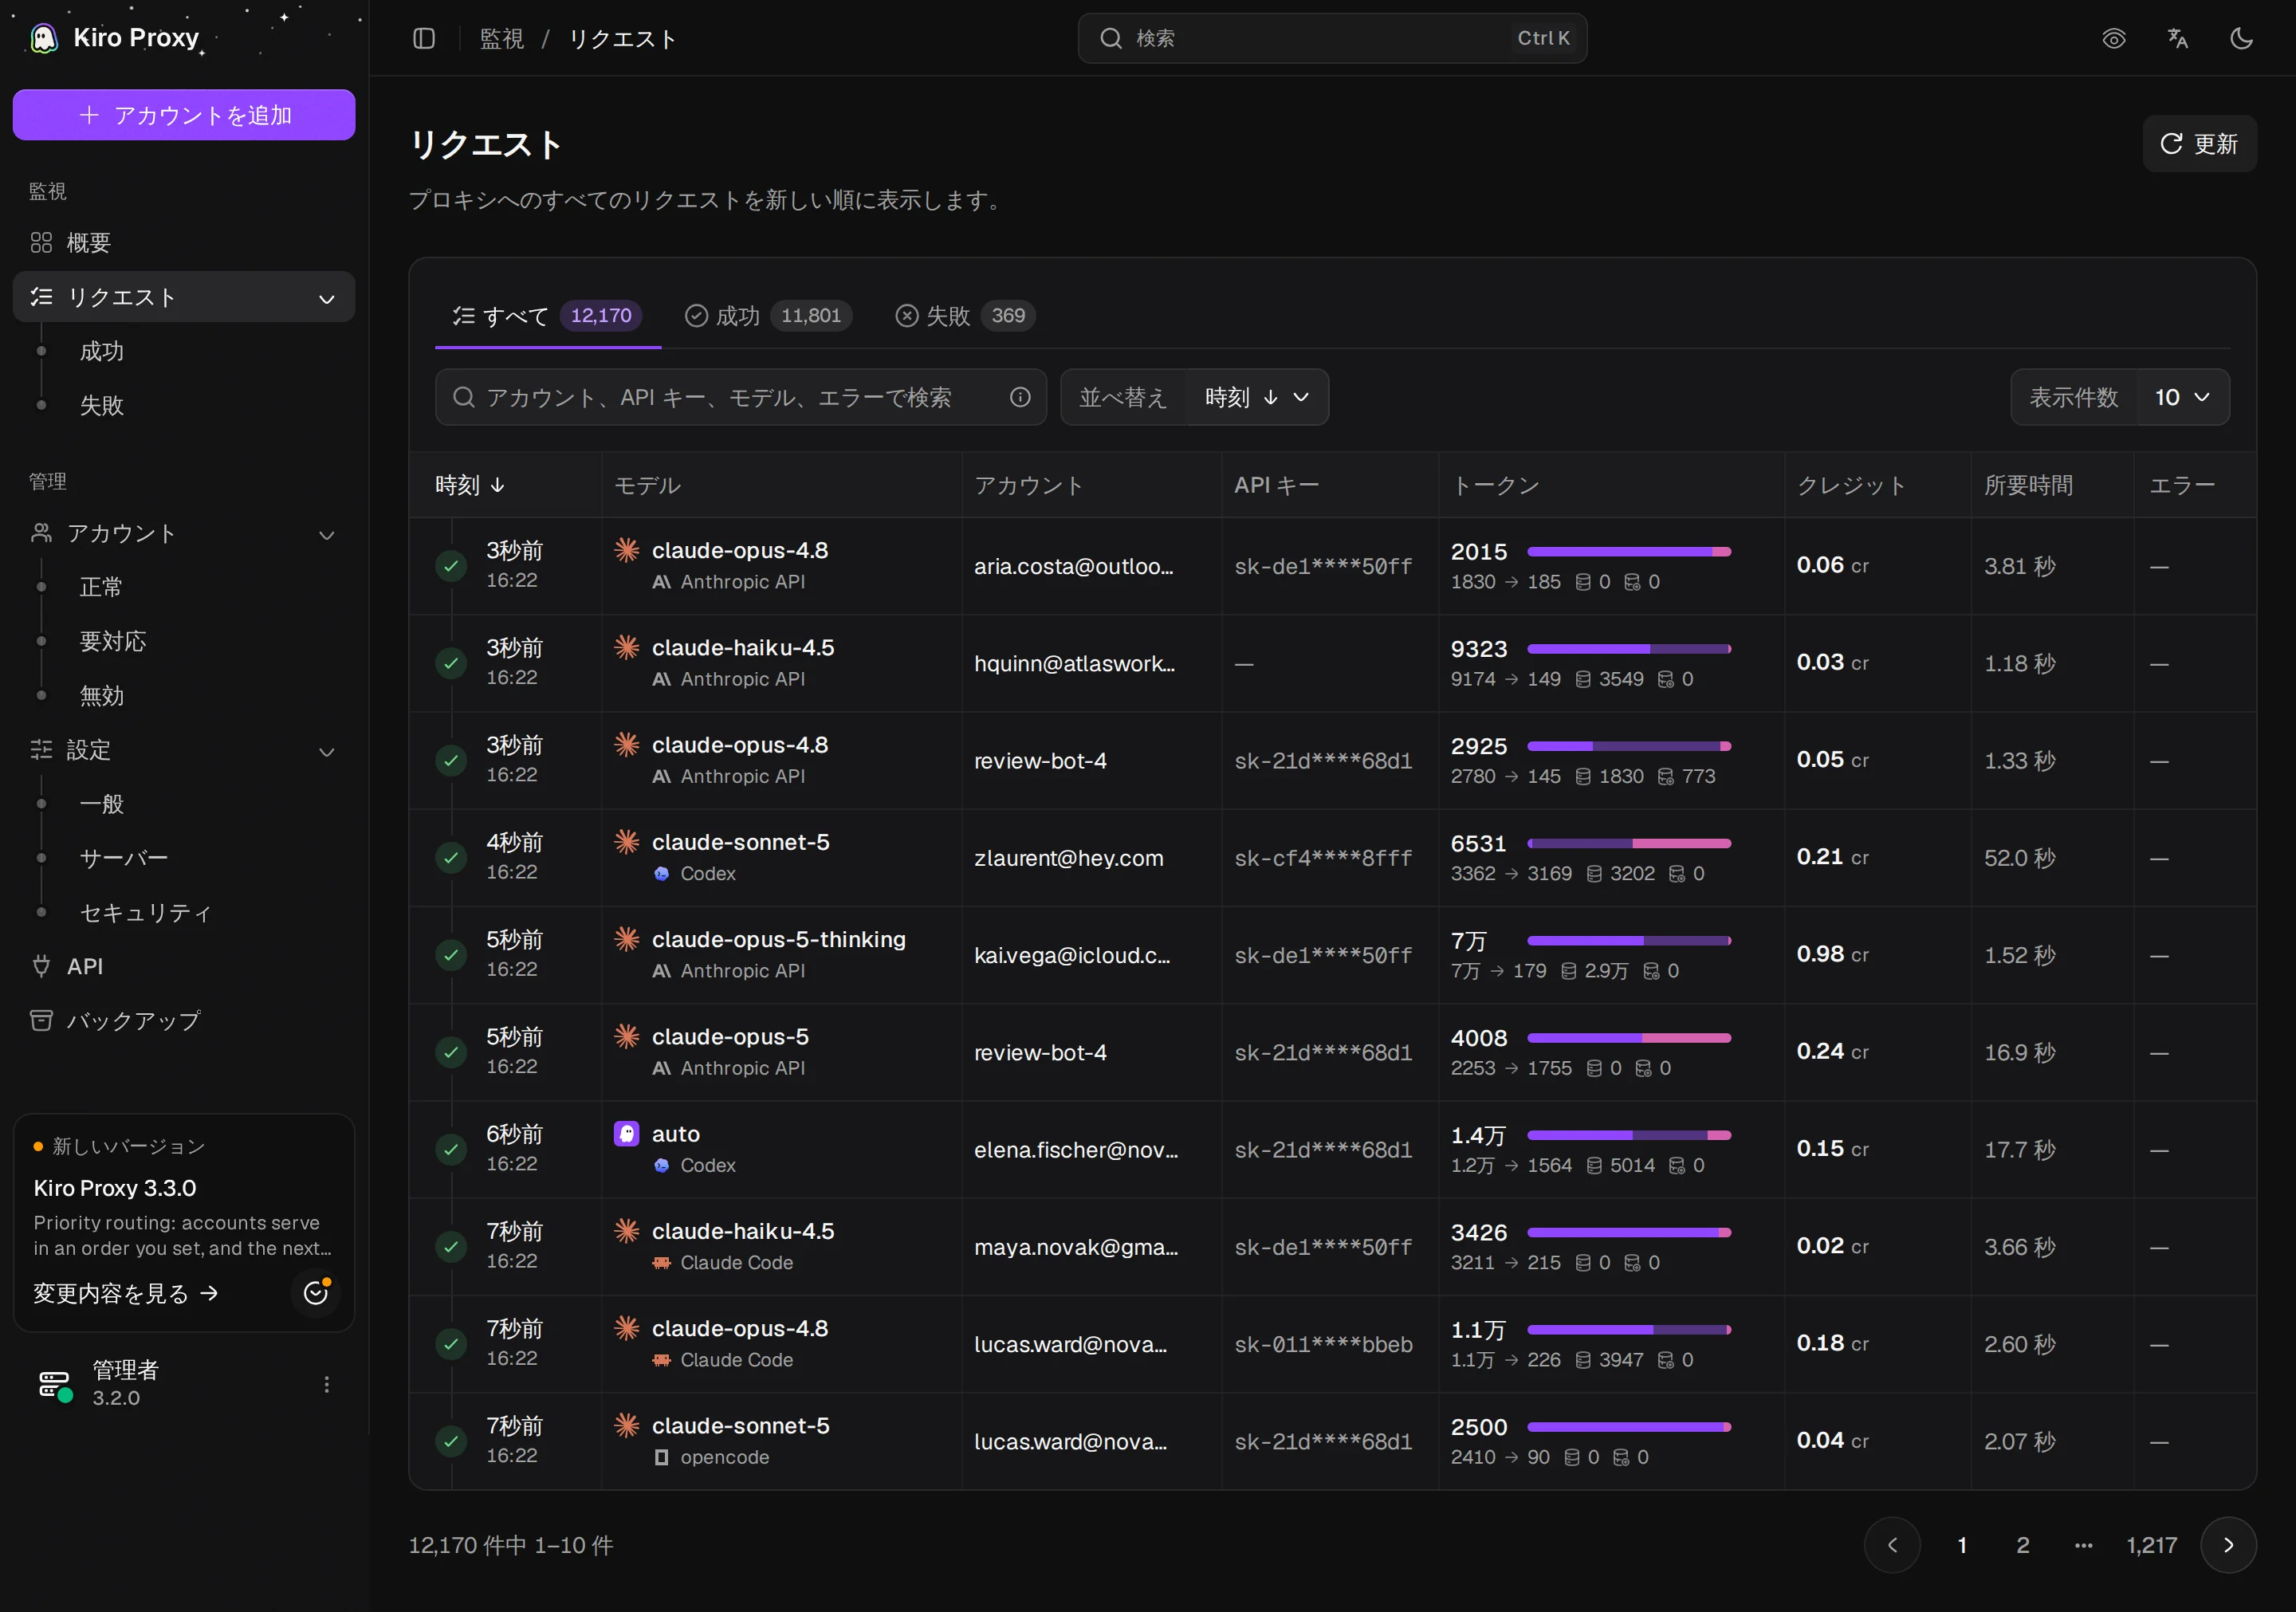 Kiro Proxy
アカウントを追加
監視
概要
リクエスト
成功
失敗
管理
アカウント
正常
要対応
無効
設定
一般
サーバー
セキュリティ
API
バックアップ
新しいバージョン
Kiro Proxy 3.3.0
Priority routing: accounts serve
in an order you set, and the next...
変更内容を見る →
管理者
3.2.0
監視 / リクエスト
検索 Ctrl K
リクエスト
更新
プロキシへのすべてのリクエストを新しい順に表示します。
すべて 12,170 成功 11,801 失敗 369
アカウント、API キー、モデル、エラーで検索 並べ替え 時刻 ↓ 表示件数 10
時刻 ↓ モデル アカウント API キー トークン クレジット 所要時間 エラー
3秒前 claude-opus-4.8 aria.costa@outloo... sk-de1****50ff 2015 0.06 cr 3.81 秒 —
16:22 Anthropic API 1830 → 185 0 0
3秒前 claude-haiku-4.5 hquinn@atlaswork... — 9323 0.03 cr 1.18 秒 —
16:22 Anthropic API 9174 → 149 3549 0
3秒前 claude-opus-4.8 review-bot-4 sk-21d****68d1 2925 0.05 cr 1.33 秒 —
16:22 Anthropic API 2780 → 145 1830 773
4秒前 claude-sonnet-5 zlaurent@hey.com sk-cf4****8fff 6531 0.21 cr 52.0 秒 —
16:22 Codex 3362 → 3169 3202 0
5秒前 claude-opus-5-thinking kai.vega@icloud.c... sk-de1****50ff 7万 0.98 cr 1.52 秒 —
16:22 Anthropic API 7万 → 179 2.9万 0
5秒前 claude-opus-5 review-bot-4 sk-21d****68d1 4008 0.24 cr 16.9 秒 —
16:22 Anthropic API 2253 → 1755 0 0
6秒前 auto elena.fischer@nov... sk-21d****68d1 1.4万 0.15 cr 17.7 秒 —
16:22 Codex 1.2万 → 1564 5014 0
7秒前 claude-haiku-4.5 maya.novak@gma... sk-de1****50ff 3426 0.02 cr 3.66 秒 —
16:22 Claude Code 3211 → 215 0 0
7秒前 claude-opus-4.8 lucas.ward@nova... sk-011****bbeb 1.1万 0.18 cr 2.60 秒 —
16:22 Claude Code 1.1万 → 226 3947 0
7秒前 claude-sonnet-5 lucas.ward@nova... sk-21d****68d1 2500 0.04 cr 2.07 秒 —
16:22 opencode 2410 → 90 0 0
12,170 件中 1–10 件 1 2 ... 1,217